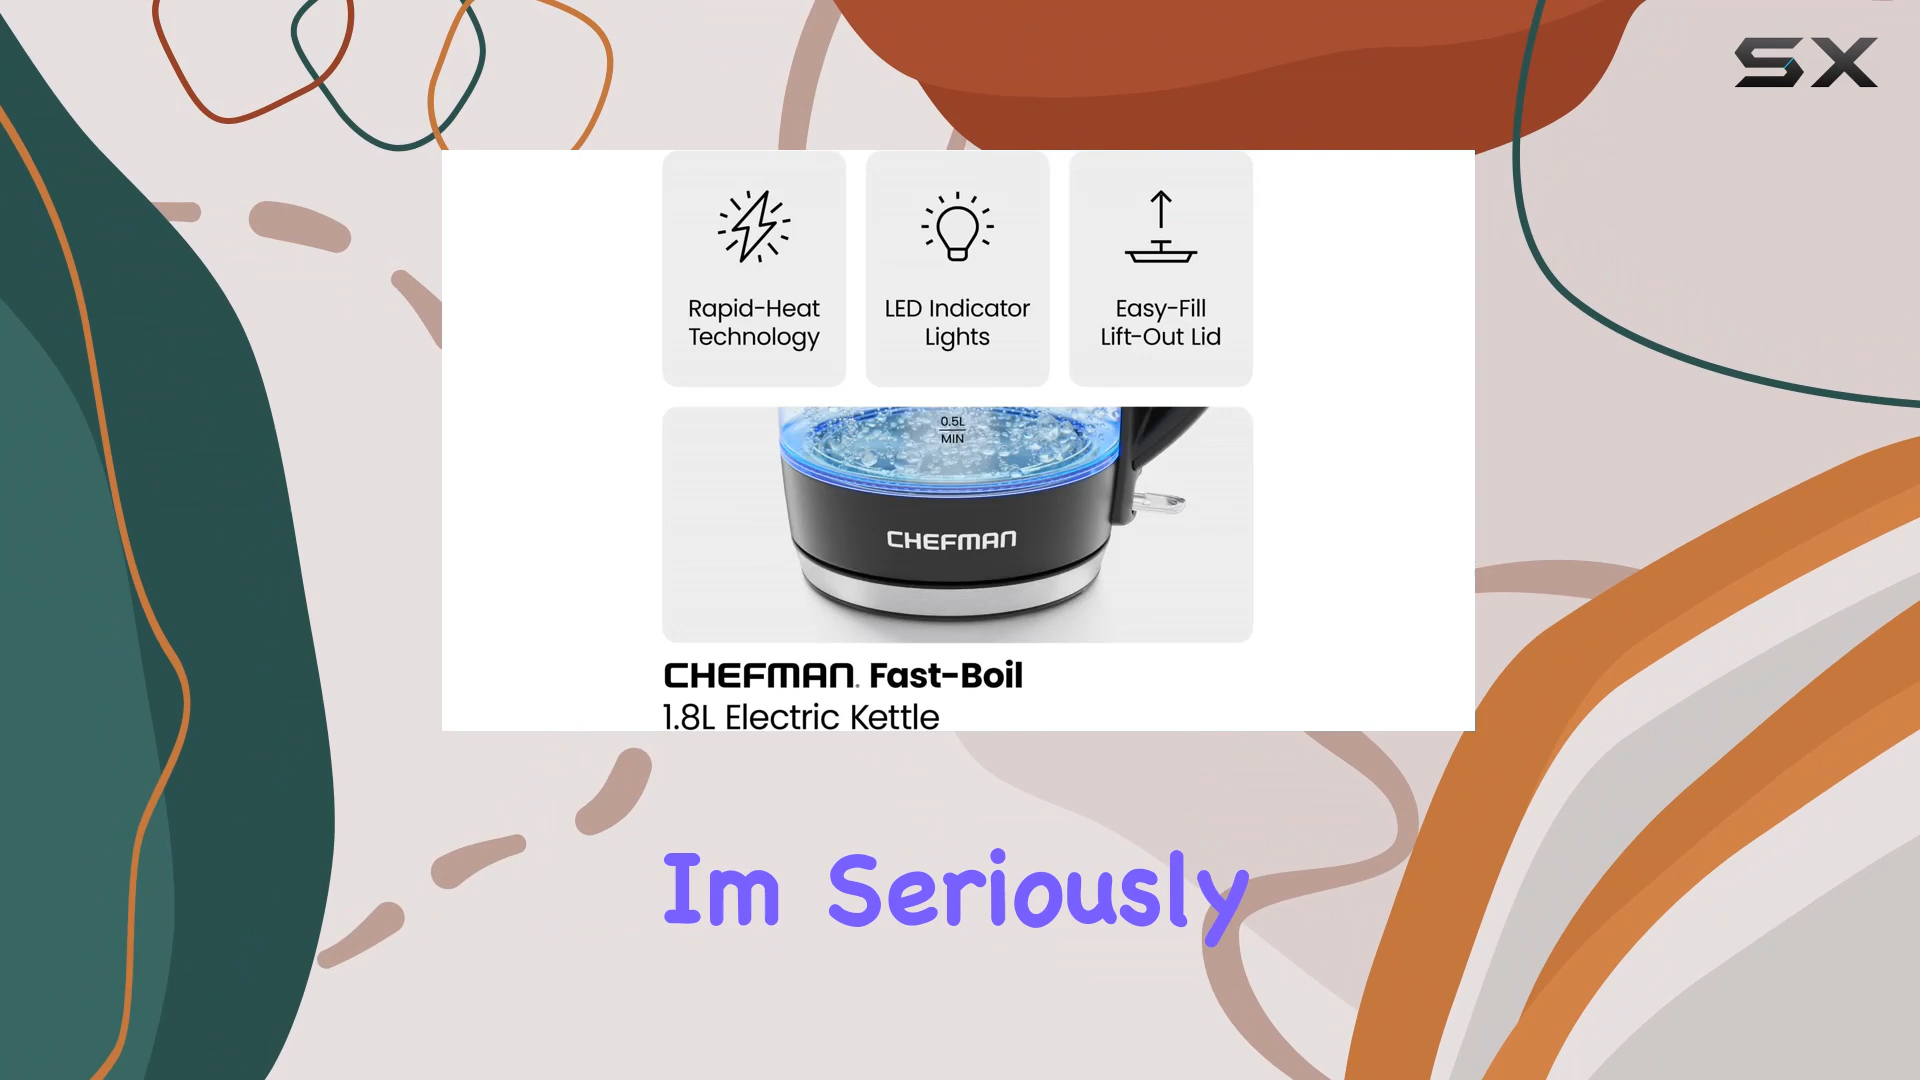 SX
Rapid-Heat
Technology
LED Indicator
Lights
Easy-Fill
Lift-Out Lid
0.5L
MIN
CHEFMAN
CHEFMAN. Fast-Boil
1.8L Electric Kettle
Im Seriously